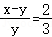 x-y/y = 2/3